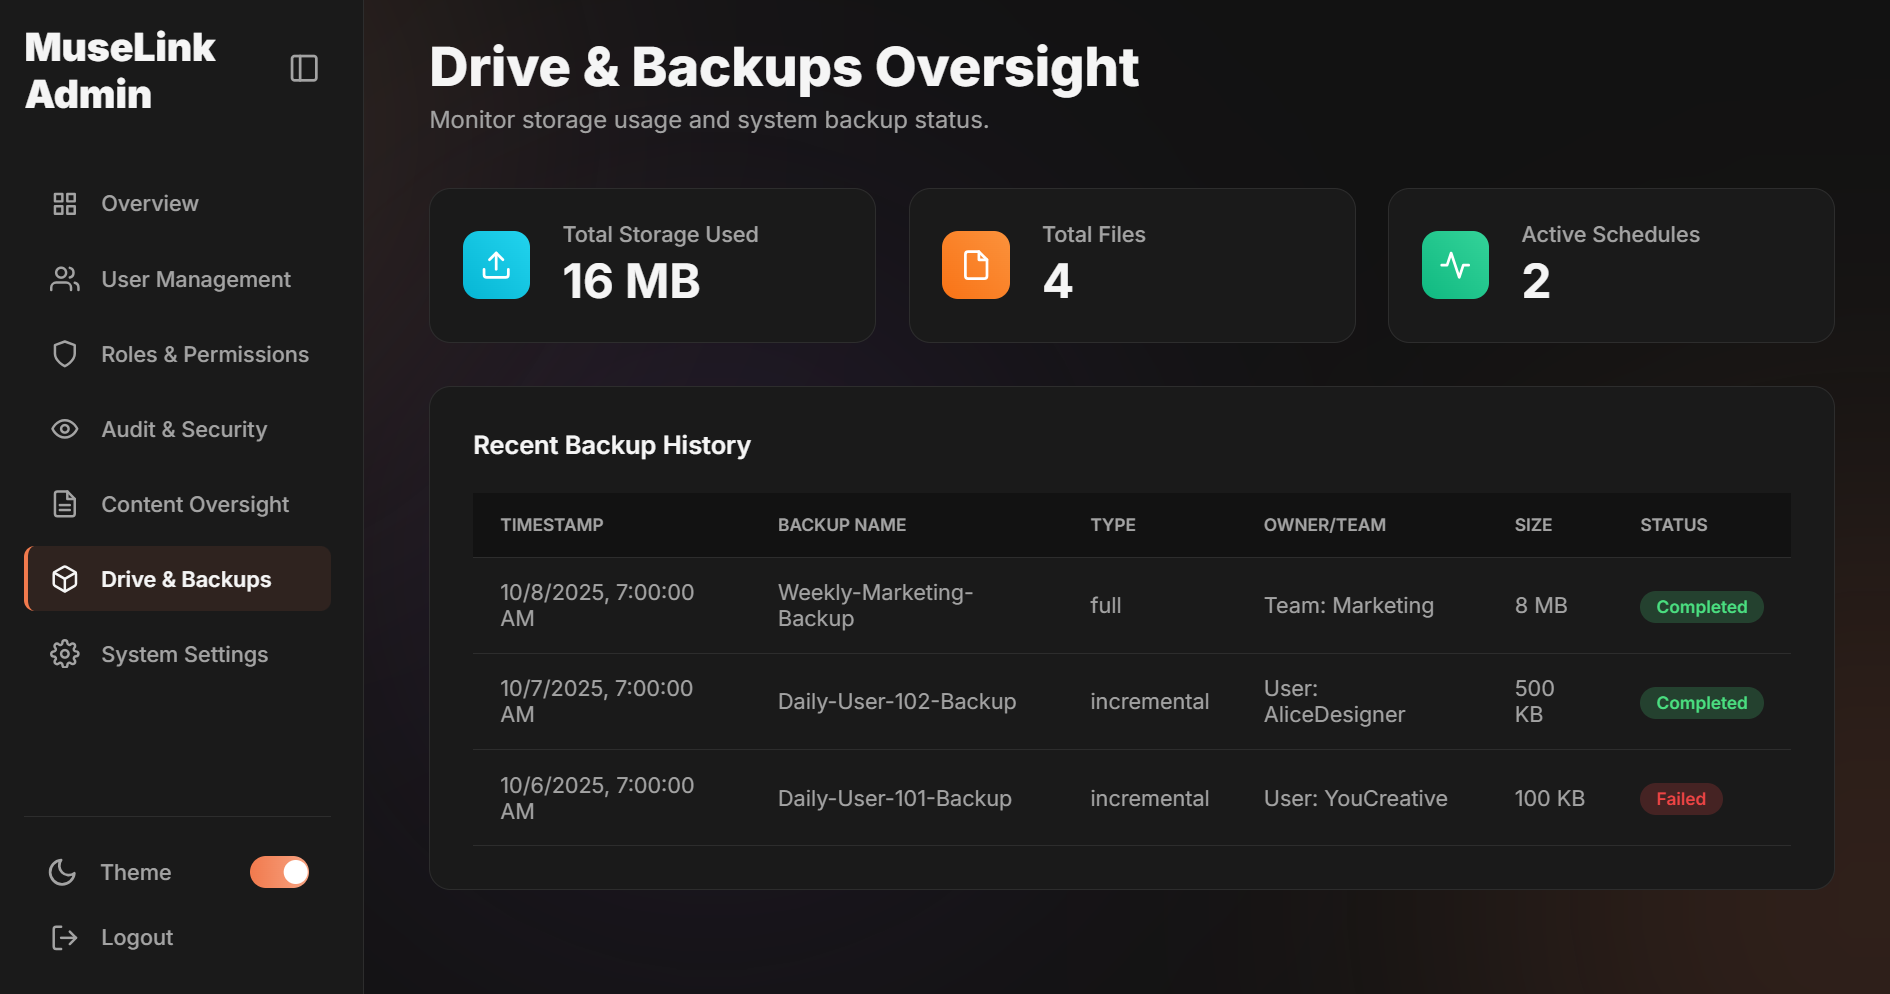 MuseLink
Admin
Overview
User Management
Roles & Permissions
Audit & Security
Content Oversight
Drive & Backups
System Settings
Theme
Logout
Drive & Backups Oversight
Monitor storage usage and system backup status.
Total Storage Used
16 MB
Total Files
4
Active Schedules
2
Recent Backup History
TIMESTAMP BACKUP NAME TYPE OWNER/TEAM SIZE STATUS
10/8/2025, 7:00:00
AM
Weekly-Marketing-
Backup
full
Team: Marketing
8 MB
Completed
10/7/2025, 7:00:00
AM
Daily-User-102-Backup
incremental
User:
AliceDesigner
500
KB
Completed
10/6/2025, 7:00:00
AM
Daily-User-101-Backup
incremental
User: YouCreative
100 KB
Failed